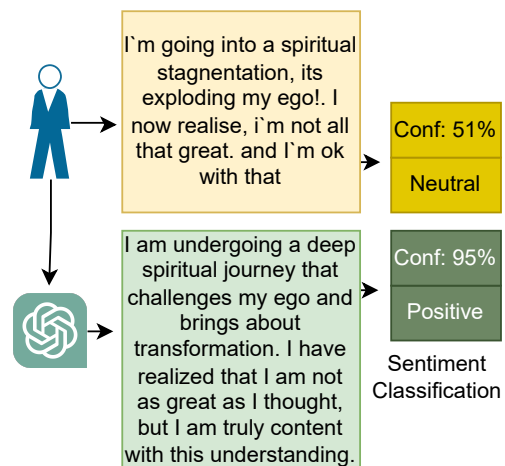 I`m going into a spiritual
stagnentation, its
exploding my ego!. I
now realise, i`m not all
that great. and I`m ok
with that
Conf: 51%
Neutral
I am undergoing a deep
spiritual journey that
challenges my ego and
brings about
transformation. I have
realized that I am not
as great as I thought,
but I am truly content
with this understanding.
Conf: 95%
Positive
Sentiment
Classification